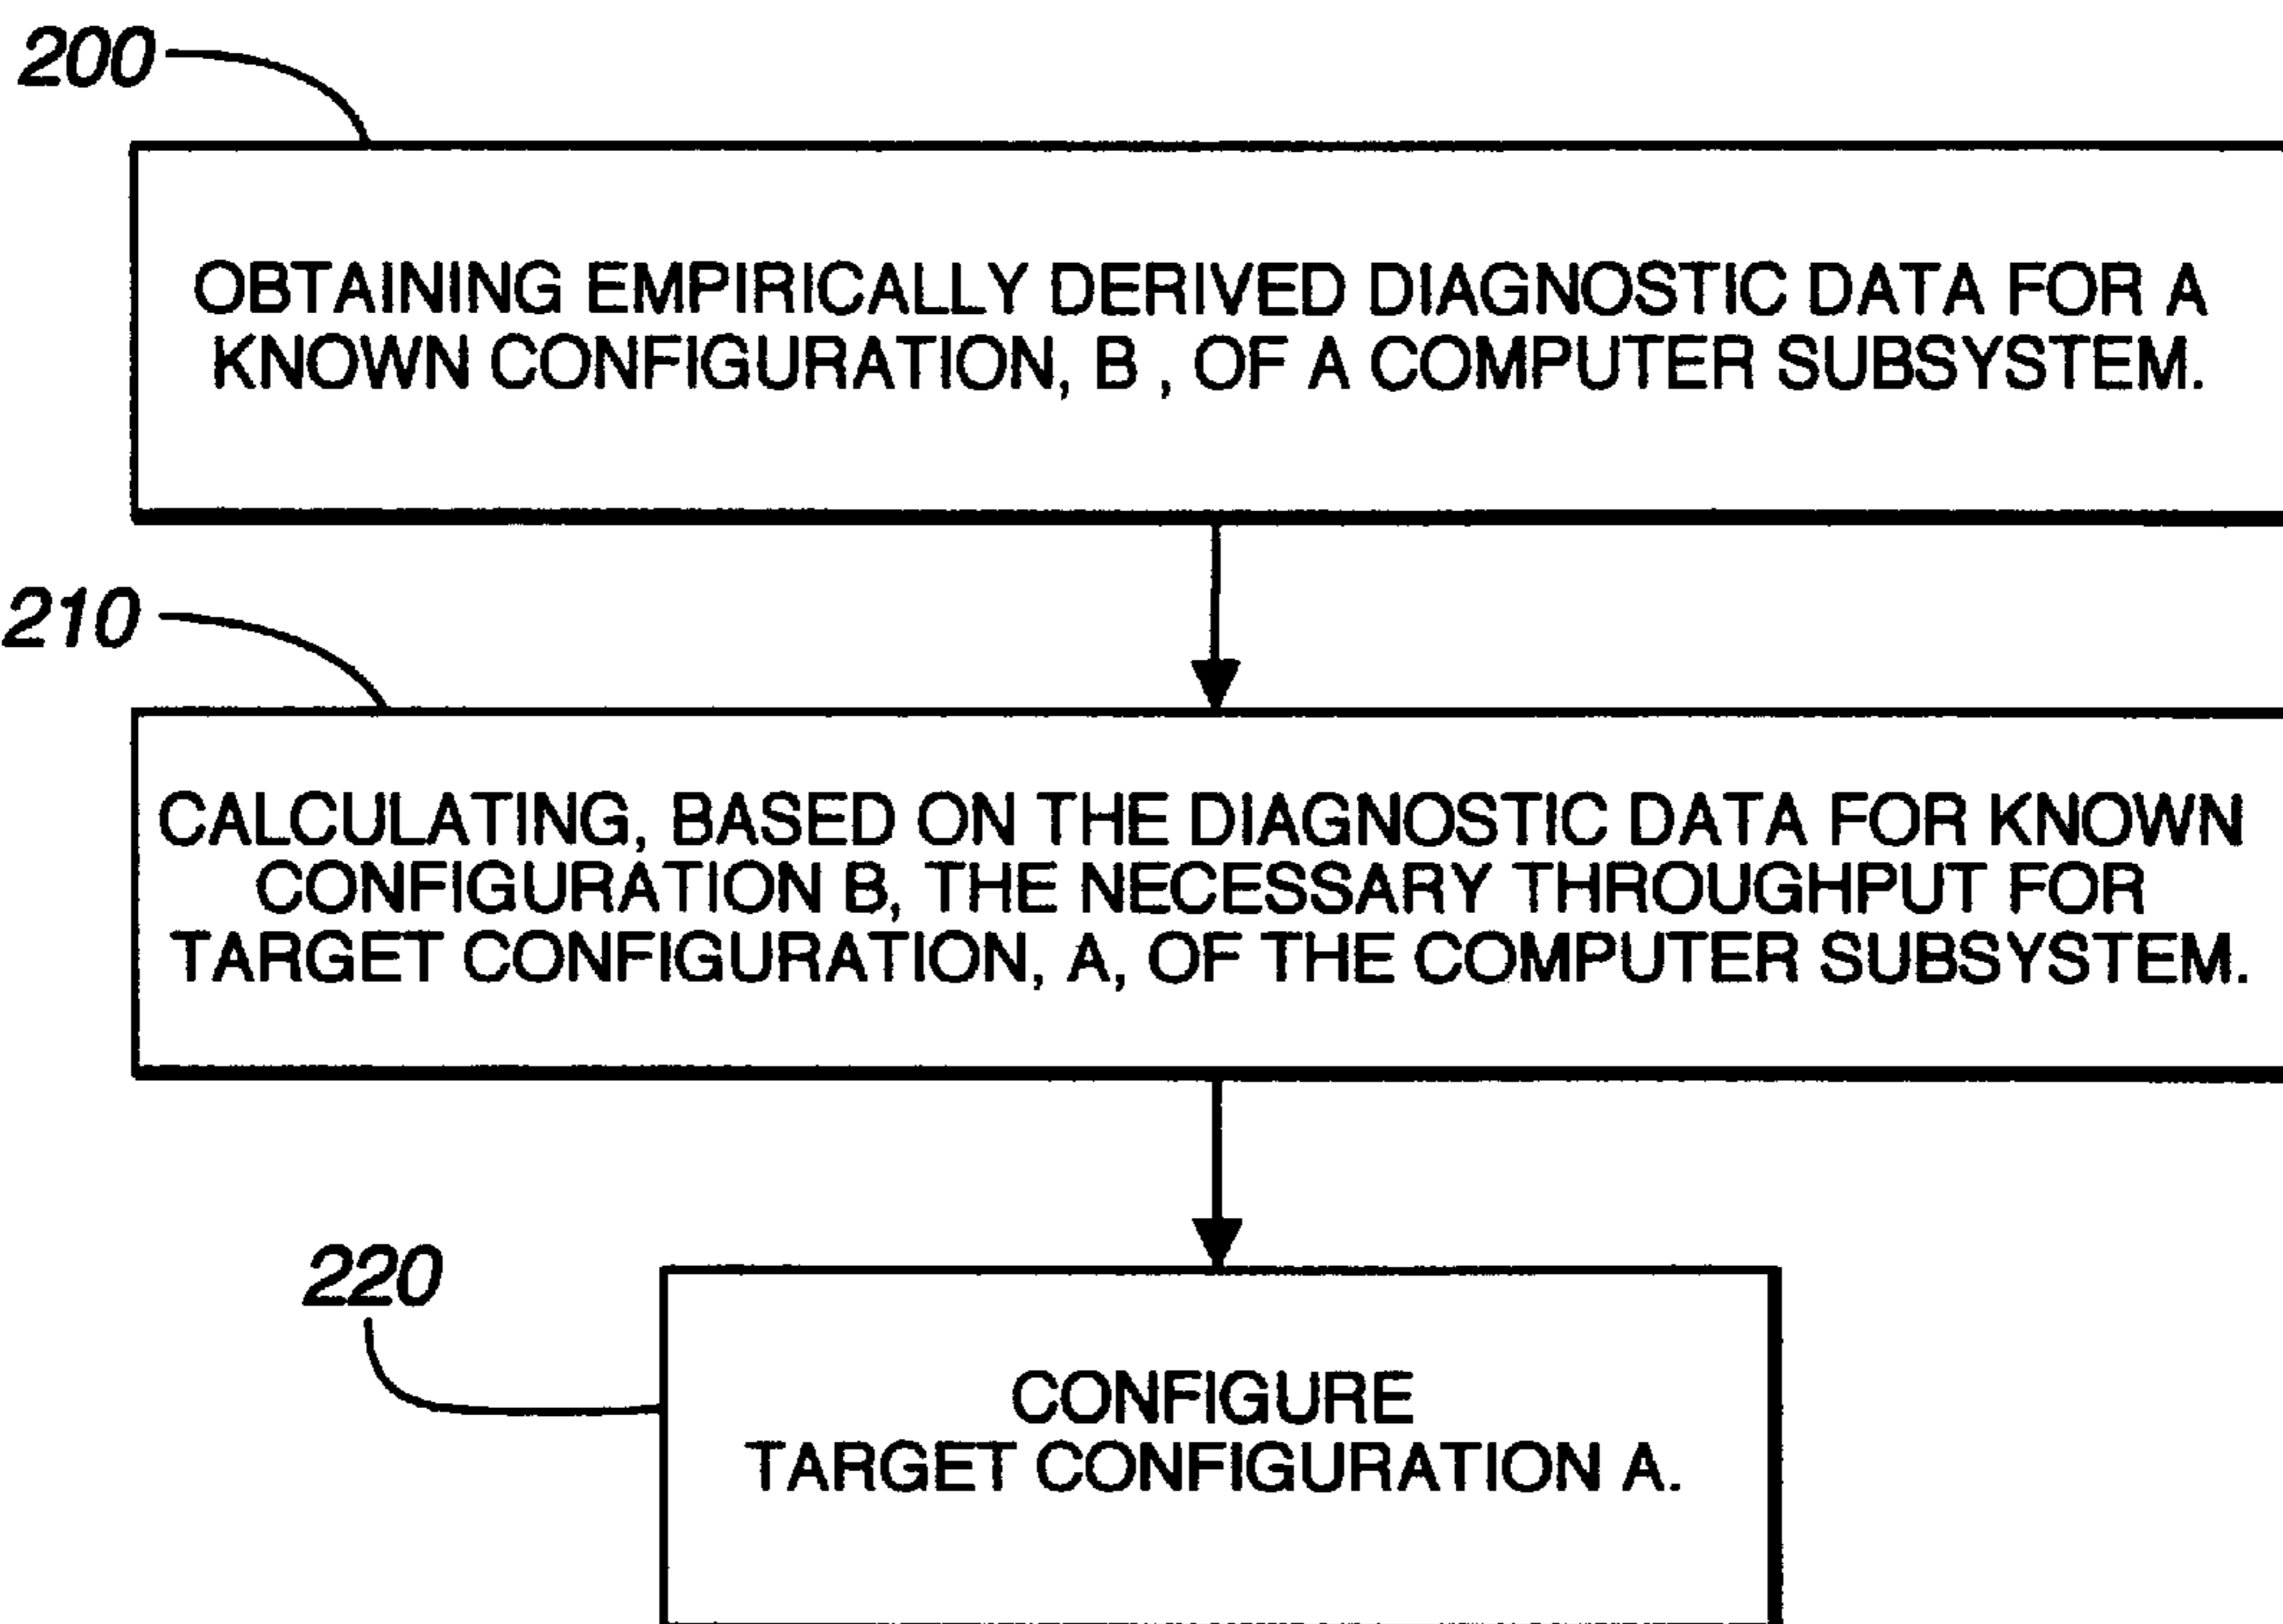 200
OBTAINING EMPIRICALLY DERIVED DIAGNOSTIC DATA FOR A
KNOWN CONFIGURATION, B , OF A COMPUTER SUBSYSTEM.
210
CALCULATING, BASED ON THE DIAGNOSTIC DATA FOR KNOWN
CONFIGURATION B, THE NECESSARY THROUGHPUT FOR
TARGET CONFIGURATION, A, OF THE COMPUTER SUBSYSTEM.
220
CONFIGURE
TARGET CONFIGURATION A.